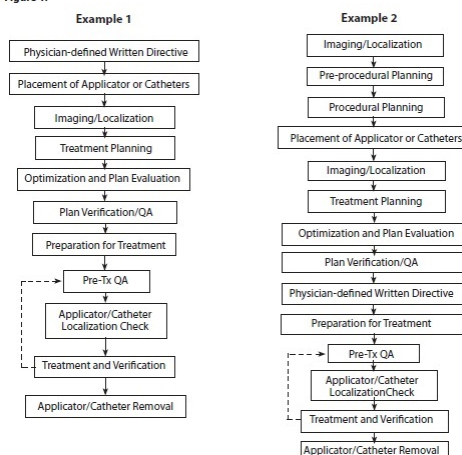 Example 1
Physician-defined Written Directive
Placement of Applicator or Catheters
Imaging/Localization
Treatment Planning
Optimization and Plan Evaluation
Plan Verification/QA
Preparation for Treatment
Pre-Tx QA
Applicator/Catheter
Localization Check
Treatment and Verification
Applicator/Catheter Removal
Example 2
Imaging/Localization
Pre-procedural Planning
Procedural Planning
Placement of Applicator or Catheters
Imaging/Localization
Treatment Planning
Optimization and Plan Evaluation
Plan Verification/QA
Physician-defined Written Directive
Preparation for Treatment
Pre-Tx QA
Applicator/Catheter
LocalizationCheck
Treatment and Verification
Applicator/Catheter Removal